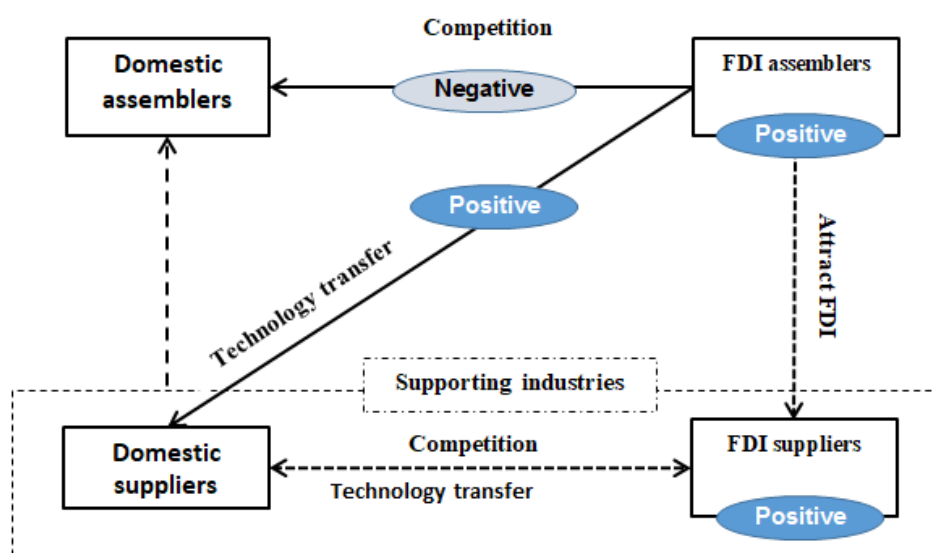 Competition
Domestic
assemblers
Negative
FDI assemblers
Positive
Positive
Technology transfer
Attract FDI
Supporting industries
Domestic
suppliers
Competition
Technology transfer
FDI suppliers
Positive